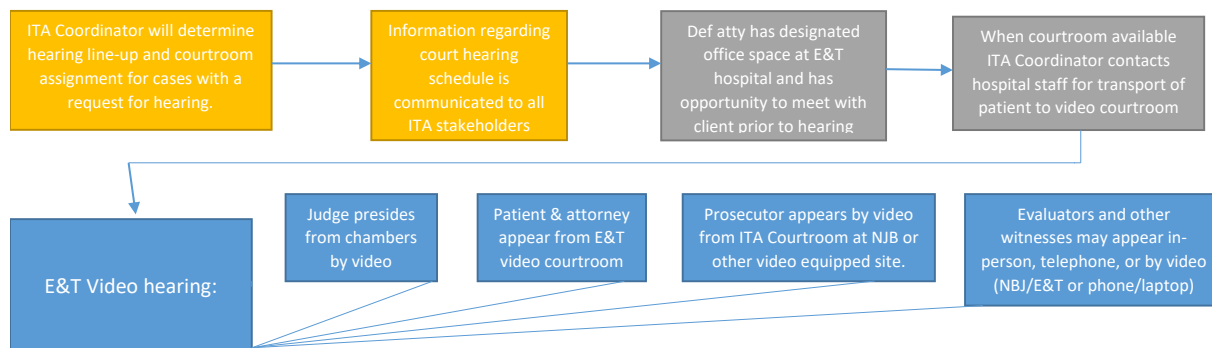 ITA Coordinator will determine
hearing line-up and courtroom
assignment for cases with a
request for hearing.
Information regarding
court hearing
schedule is
communicated to all
ITA stakeholders
Def atty has designated
office space at E&T
hospital and has
opportunity to meet with
client prior to hearing
When courtroom available
ITA Coordinator contacts
hospital staff for transport of
patient to video courtroom
E&T Video hearing:
Judge presides
from chambers
by video
Patient & attorney
appear from E&T
video courtroom
Prosecutor appears by video
from ITA Courtroom at NJB or
other video equipped site.
Evaluators and other
witnesses may appear in-
person, telephone, or by video
(NBJ/E&T or phone/laptop)